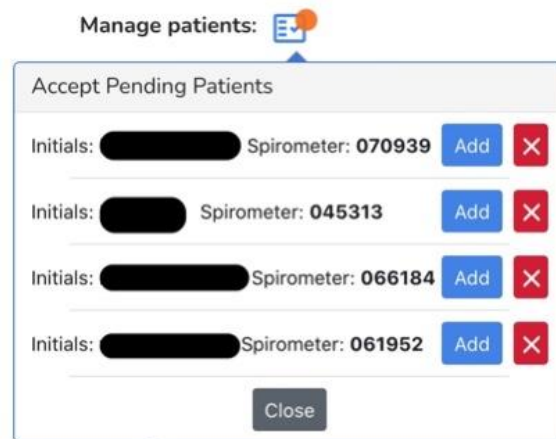 Manage patients:
Accept Pending Patients
Initials: Spirometer: 070939 Add
Initials: Spirometer: 045313 Add
Initials: Spirometer: 066184 Add
Initials: Spirometer: 061952 Add
Close